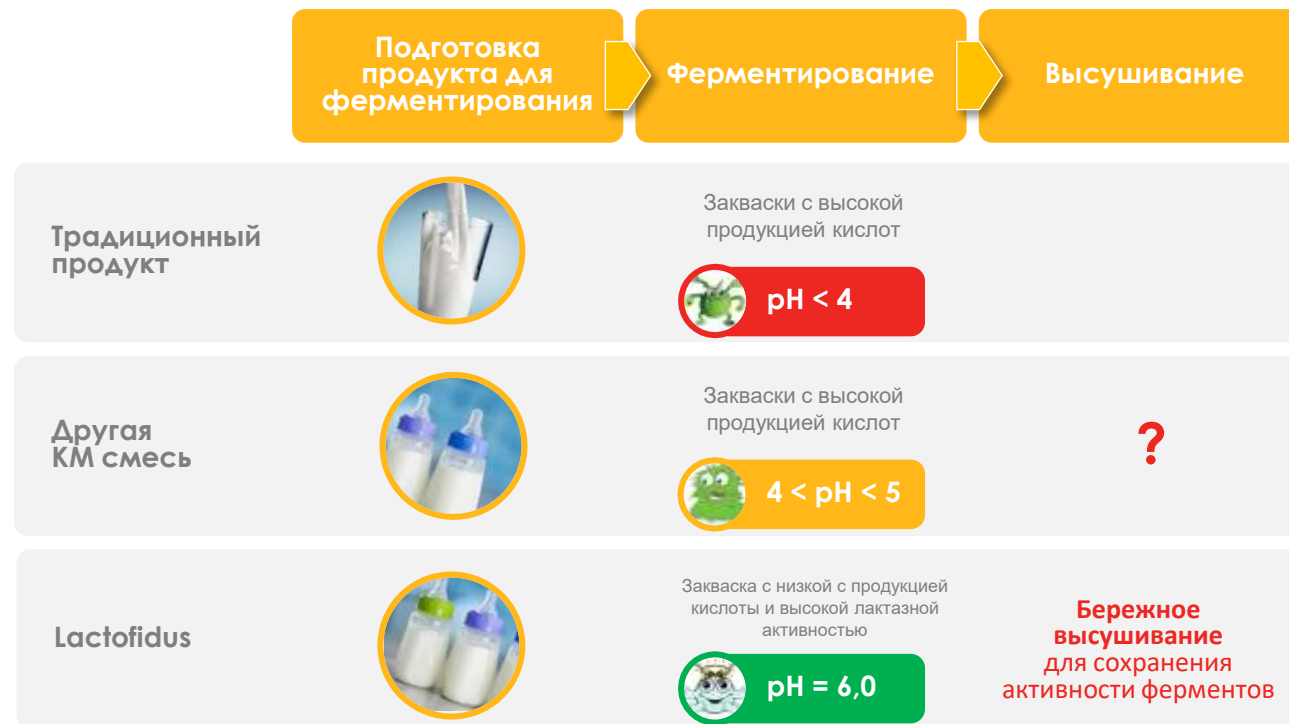 Подготовка
продукта для
ферментирования
Ферментирование
Высушивание
Традиционный
продукт
Закваски с высокой
продукцией кислот
pH < 4
Другая
КМ смесь
Закваски с высокой
продукцией кислот
4 < pH < 5
?
Lactofidus
Закваска с низкой с продукцией
кислоты и высокой лактазной
активностью
pH = 6,0
Бережное
высушивание
для сохранения
активности ферментов